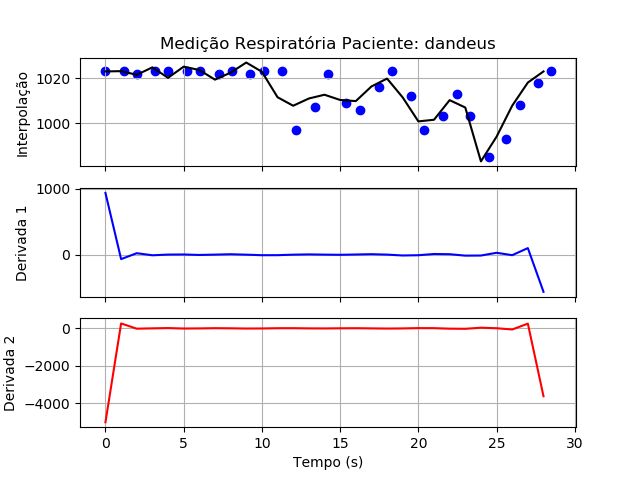 Medição Respiratória Paciente: dandeus
Interpolação
1020
1000
Derivada 1
1000
0
Derivada 2
0
−2000
−4000
0 5 10 15 20 25 30
Tempo (s)